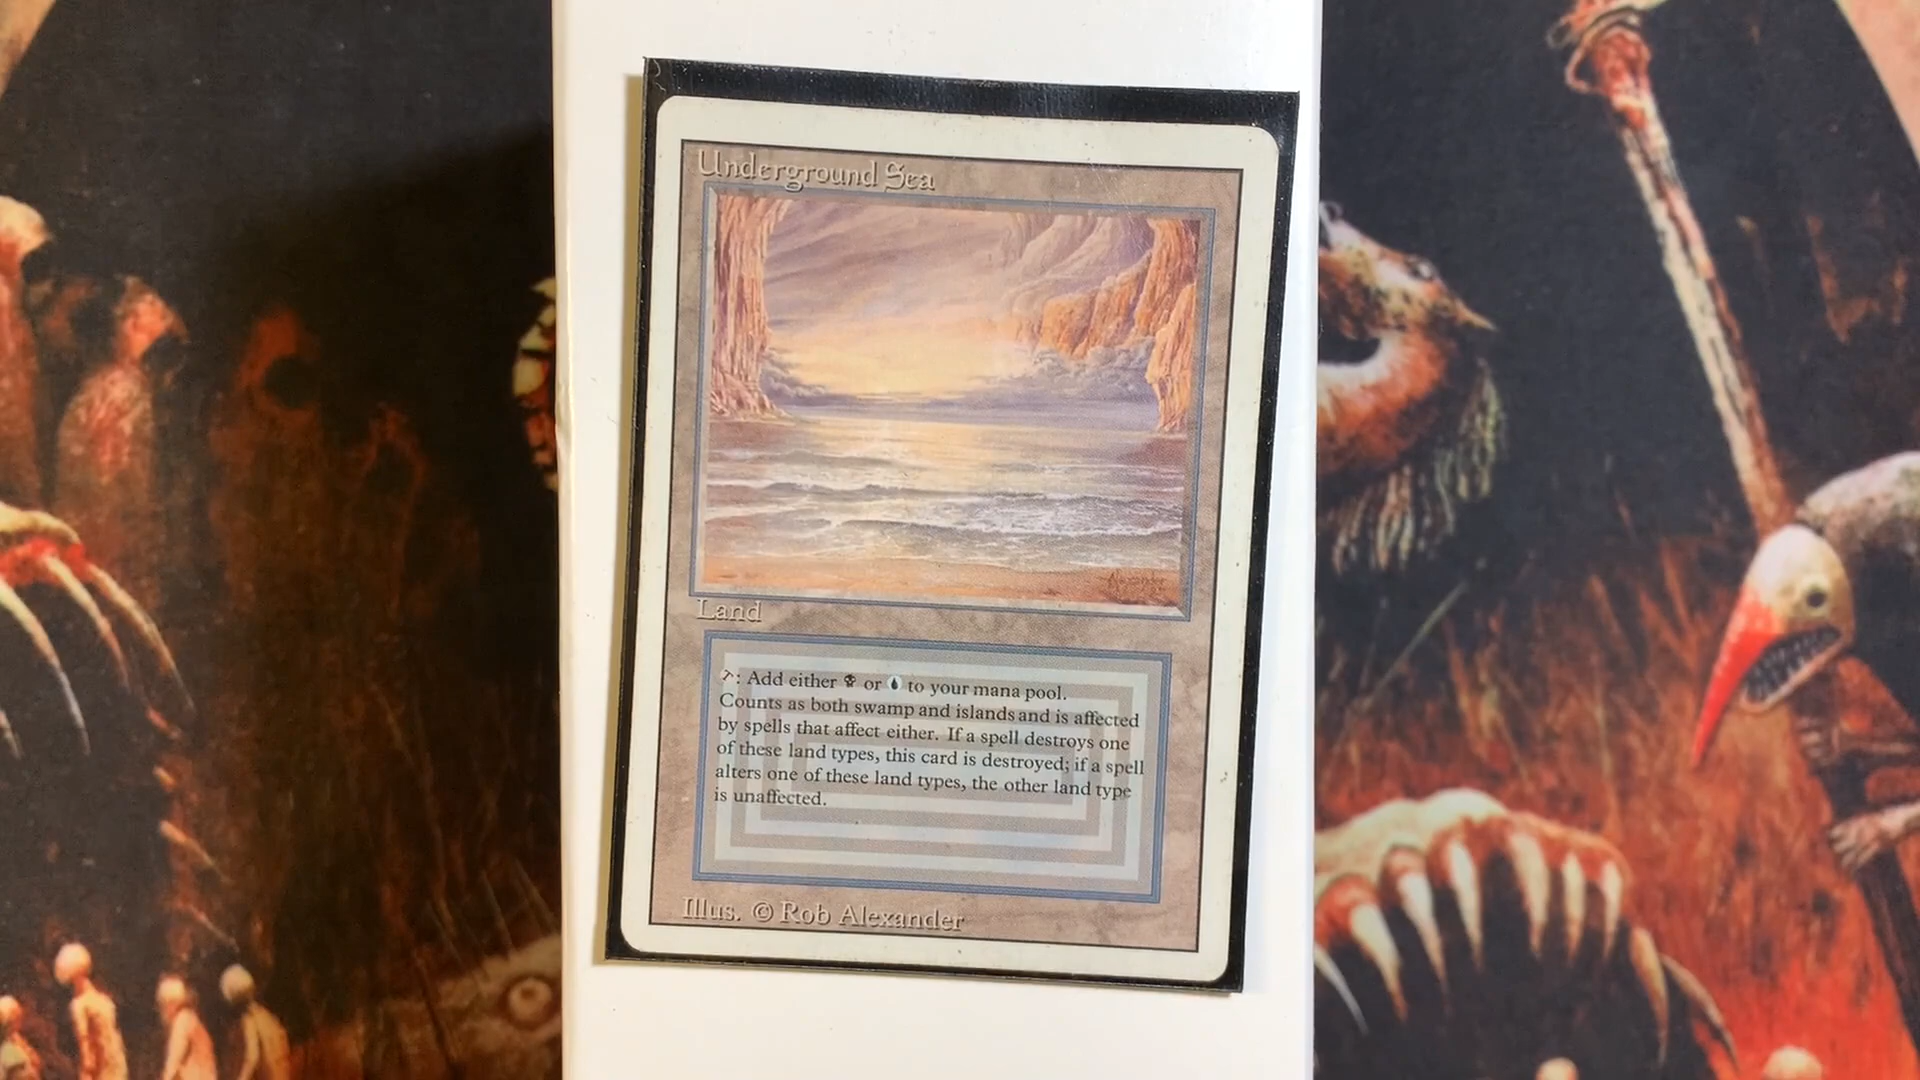 Underground Sea
Alexander
Land
: Add either or to your mana pool.
Counts as both swamp and islands and is affected
by spells that affect either. If a spell destroys one
of these land types, this card is destroyed; if a spell
alters one of these land types, the other land type
is unaffected.
Illus. © Rob Alexander